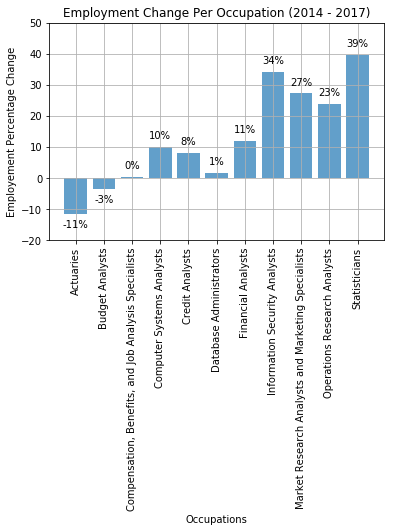 Employment Change Per Occupation (2014 - 2017)
Employement Percentage Change
50
40
30
20
10
0
−10
−20
-11%
-3%
0%
10%
8%
1%
11%
34%
27%
23%
39%
Actuaries
Budget Analysts
Compensation, Benefits, and Job Analysis Specialists
Computer Systems Analysts
Credit Analysts
Database Administrators
Financial Analysts
Information Security Analysts
Market Research Analysts and Marketing Specialists
Operations Research Analysts
Statisticians
Occupations